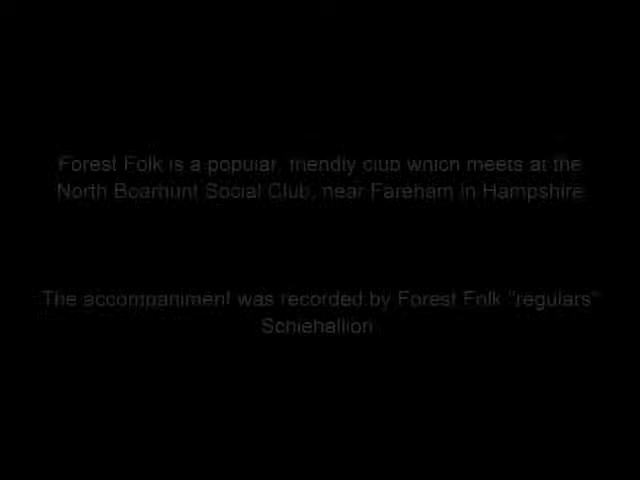 Forest Folk is a popular, friendly club which meets at the
North Boarhunt Social Club, near Fareham in Hampshire
The accompaniment was recorded by Forest Folk "regulars"
Schiehallion